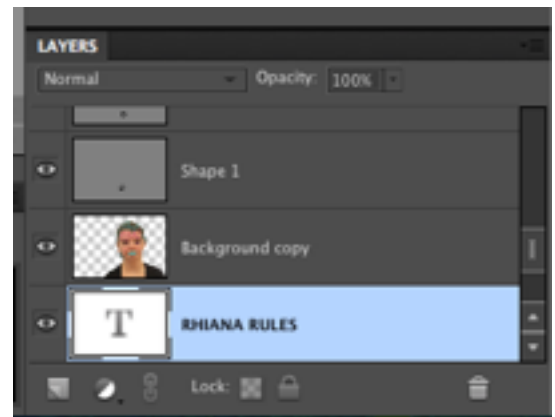 LAYERS
Normal Opacity: 100%
Shape 1
Background copy
T RHIANA RULES
Lock: